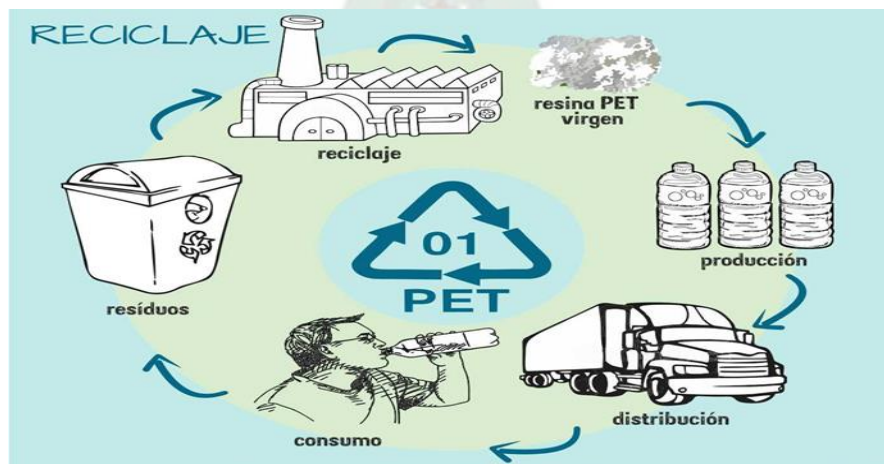 RECICLAJE
reciclaje
resina PET
virgen
producción
distribución
consumo
resíduos
01
PET